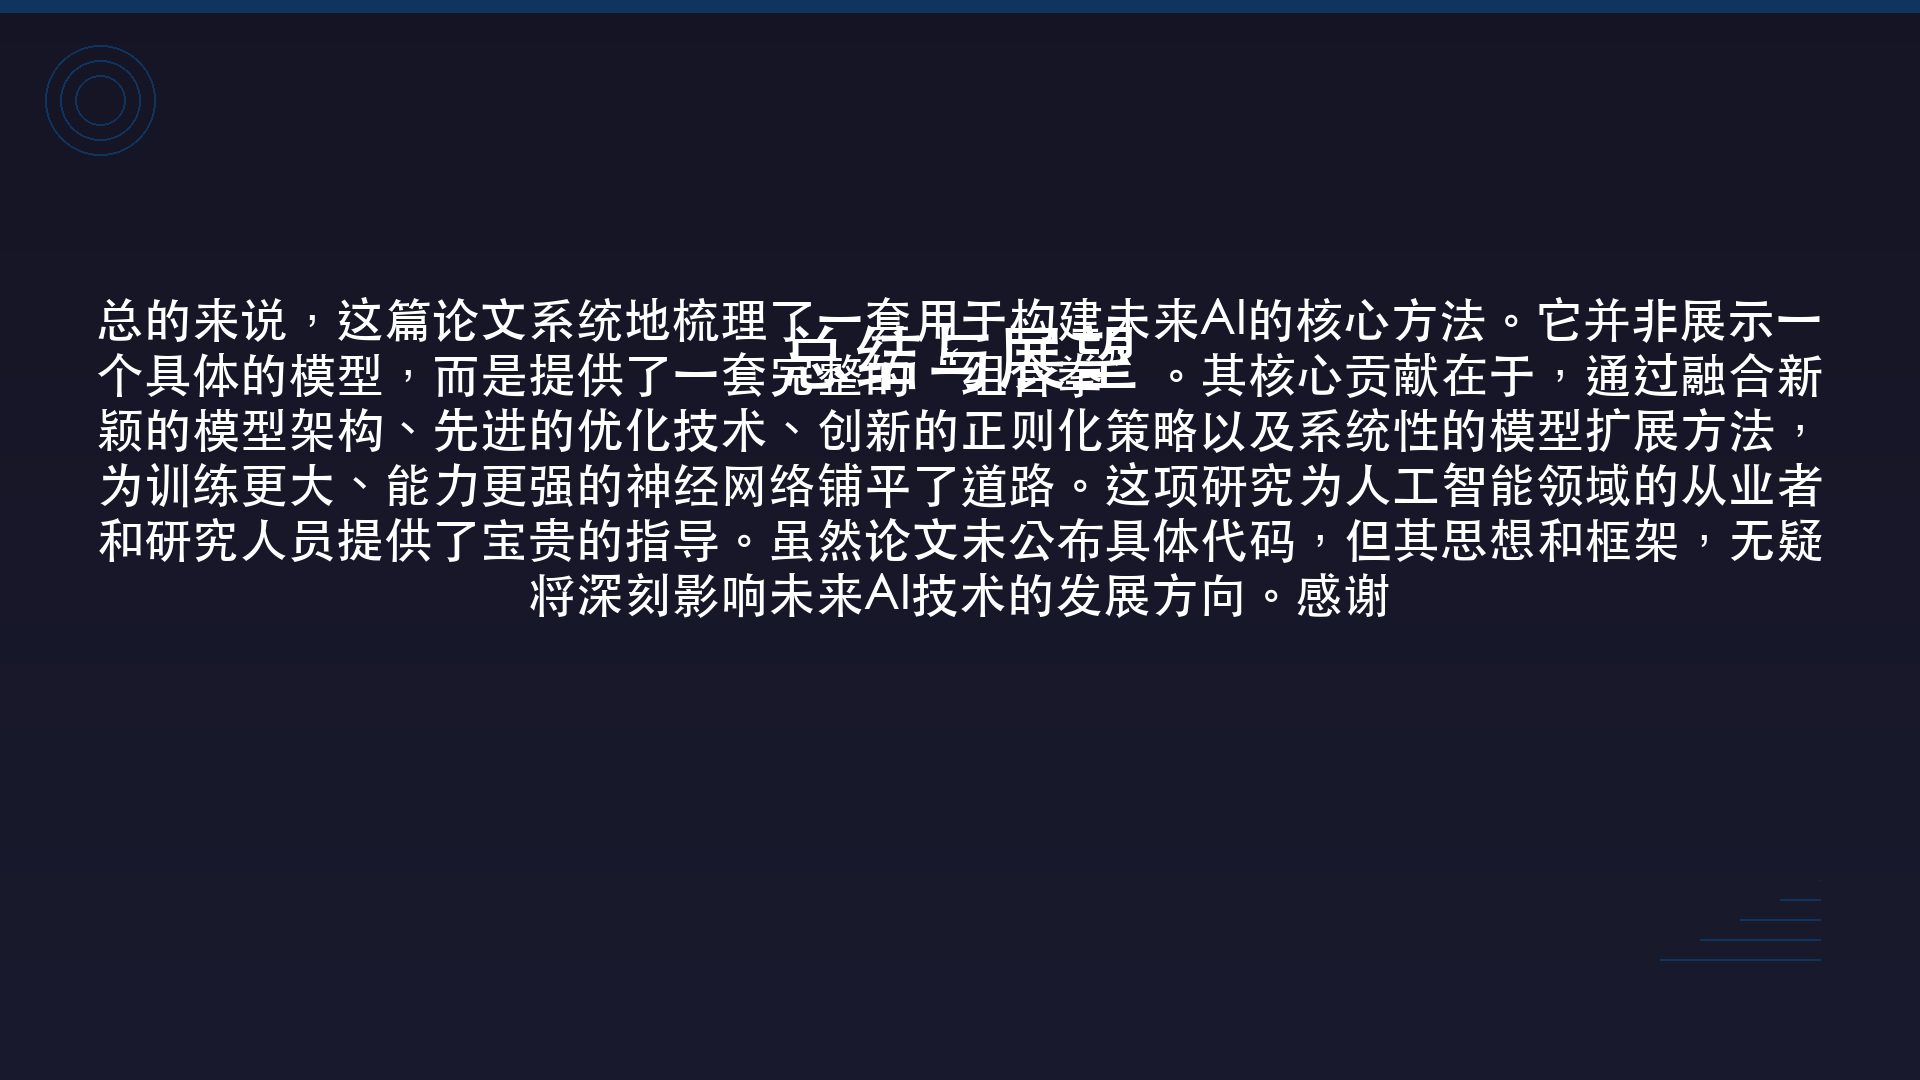 总的来说，这篇论文系统地梳理了一套用于构建未来AI的核心方法。它并非展示一
总结与展望
个具体的模型，而是提供了一套完整的“组合拳”。其核心贡献在于，通过融合新
颖的模型架构、先进的优化技术、创新的正则化策略以及系统性的模型扩展方法，
为训练更大、能力更强的神经网络铺平了道路。这项研究为人工智能领域的从业者
和研究人员提供了宝贵的指导。虽然论文未公布具体代码，但其思想和框架，无疑
将深刻影响未来AI技术的发展方向。感谢